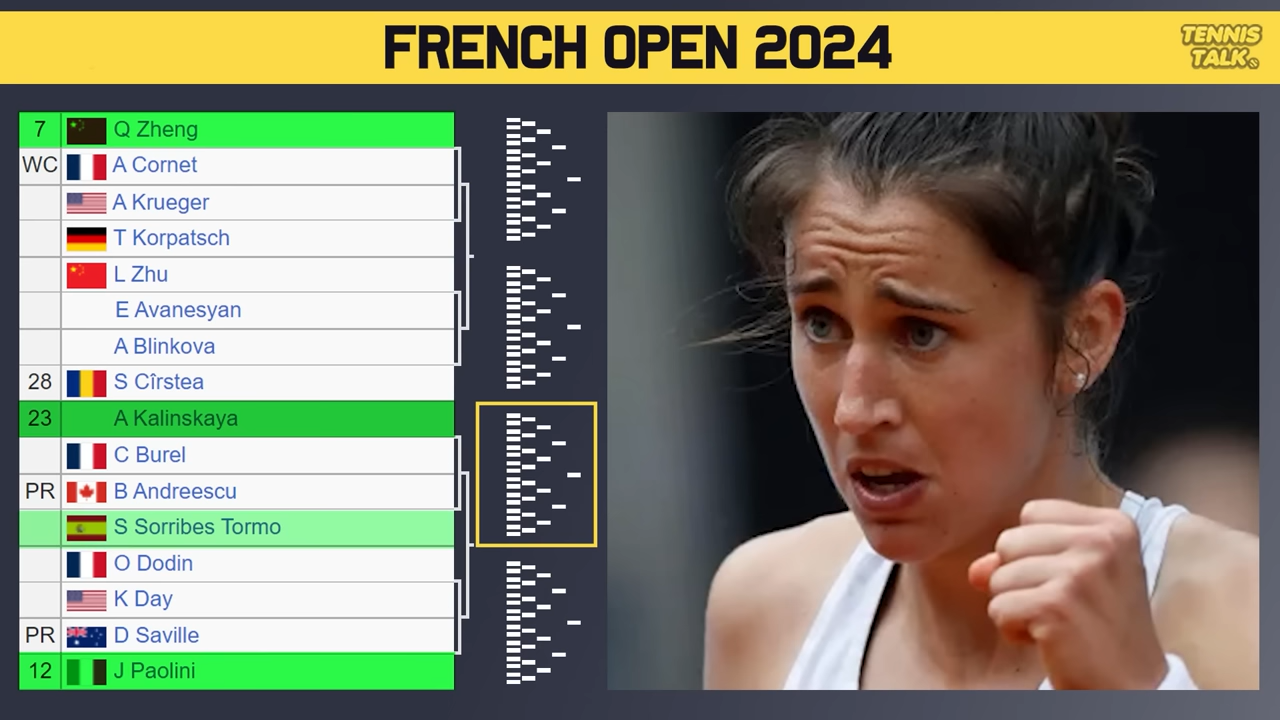 FRENCH OPEN 2024
TENNIS
TALK
7 Q Zheng
WC A Cornet
A Krueger
T Korpatsch
L Zhu
E Avanesyan
A Blinkova
28 S Cîrstea
23 A Kalinskaya
C Burel
PR B Andreescu
S Sorribes Tormo
O Dodin
K Day
PR D Saville
12 J Paolini